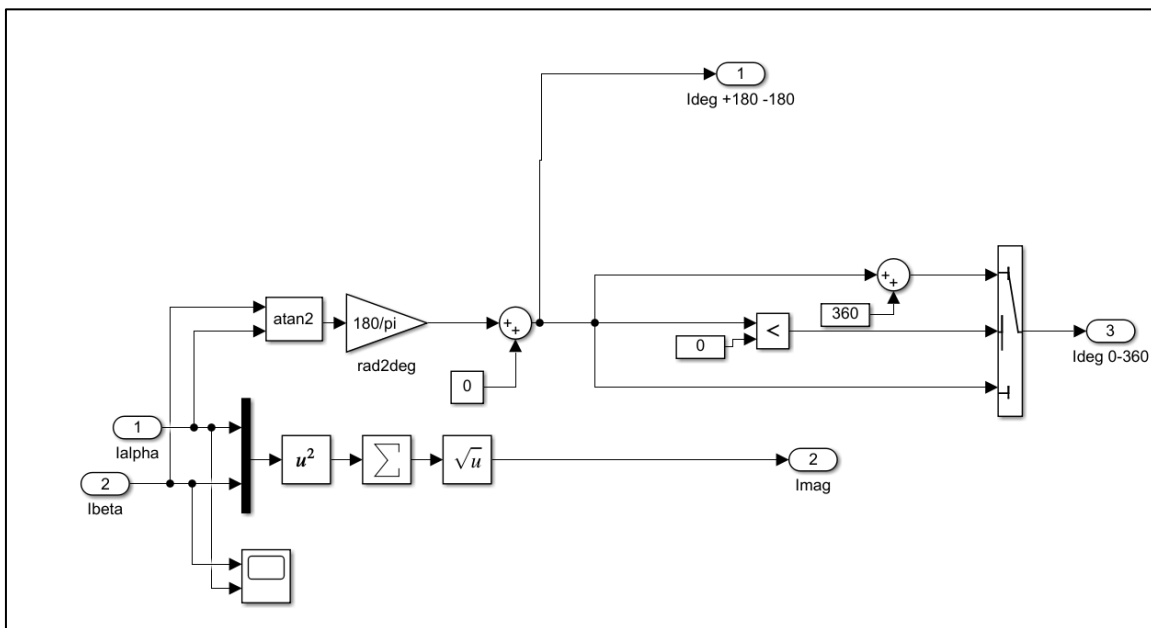 1
Ideg +180 -180
atan2
180/pi
rad2deg
+
+
0
+
+
360
0
<
3
Ideg 0-360
1
Ialpha
2
Ibeta
u²
∑
√u
2
Imag